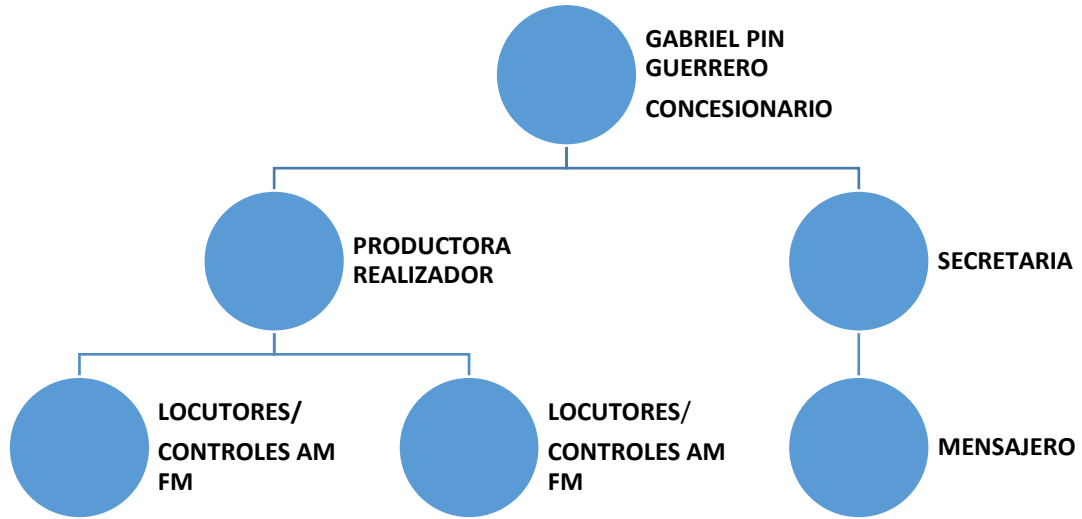 GABRIEL PIN
GUERRERO
CONCESIONARIO
PRODUCTORA
REALIZADOR
SECRETARIA
LOCUTORES/
CONTROLES AM
FM
LOCUTORES/
CONTROLES AM
FM
MENSAJERO